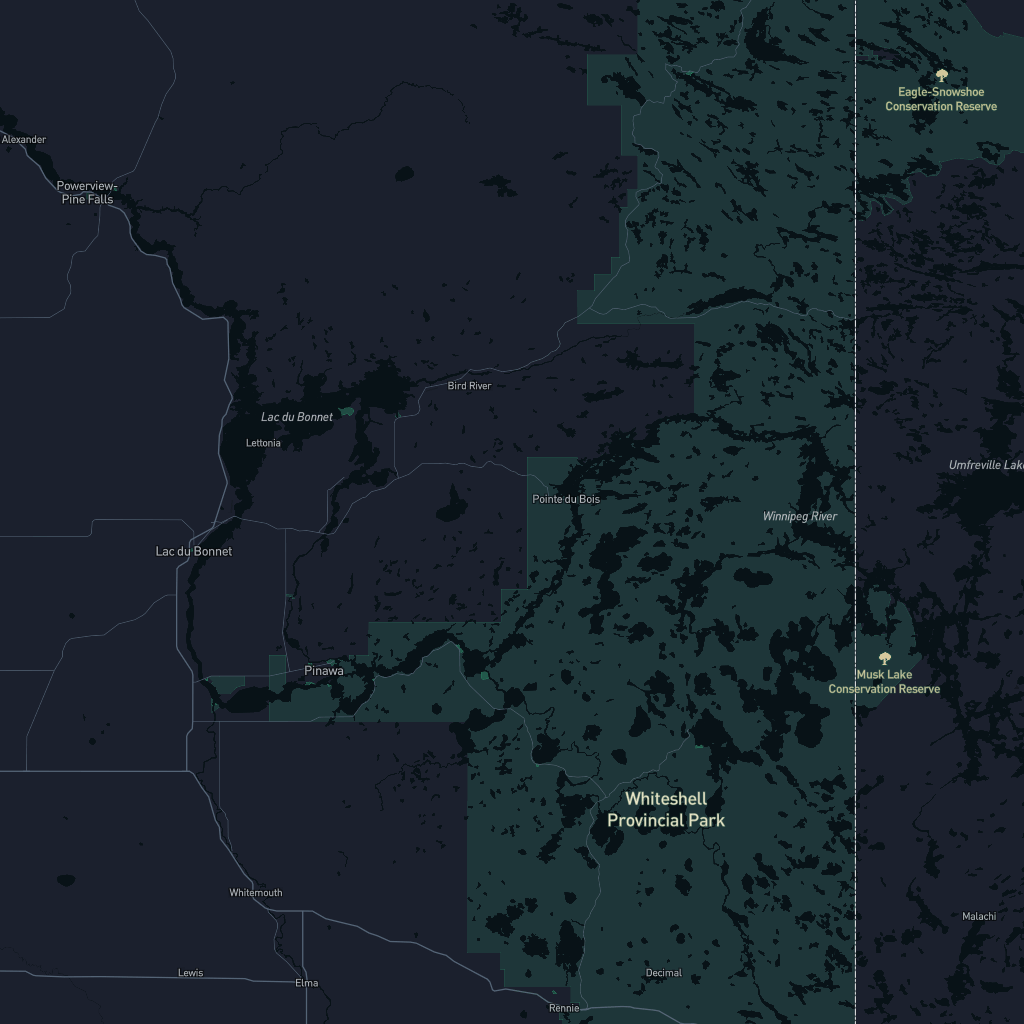 Eagle-Snowshoe
Conservation Reserve
Alexander
Powerview-
Pine Falls
Bird River
Lac du Bonnet
Lettonia
Umfreville Lake
Pointe du Bois
Winnipeg River
Lac du Bonnet
Pinawa
Musk Lake
Conservation Reserve
Whiteshell
Provincial Park
Whitemouth
Malachi
Lewis
Decimal
Elma
Rennie